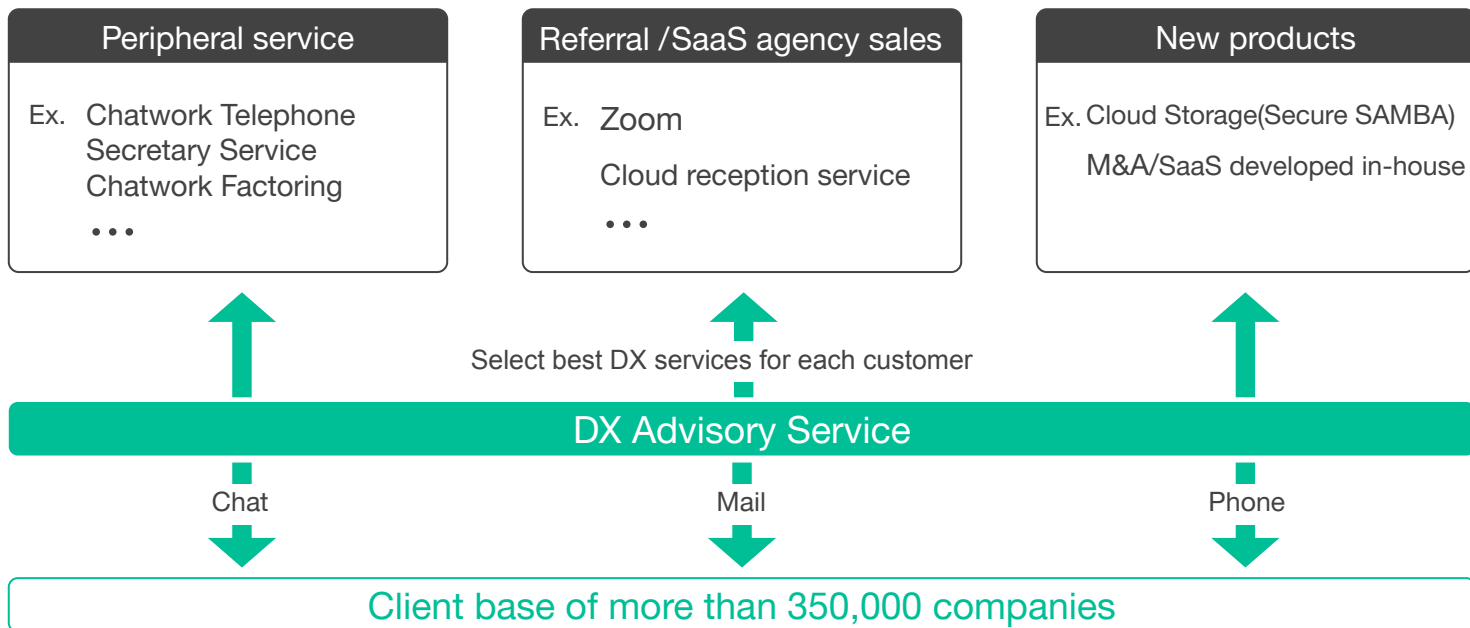 Peripheral service
Ex. Chatwork Telephone
Secretary Service
Chatwork Factoring
•••
Referral /SaaS agency sales
Ex. Zoom
Cloud reception service
•••
New products
Ex. Cloud Storage(Secure SAMBA)
M&A/SaaS developed in-house
Select best DX services for each customer
DX Advisory Service
Chat
Mail
Phone
Client base of more than 350,000 companies